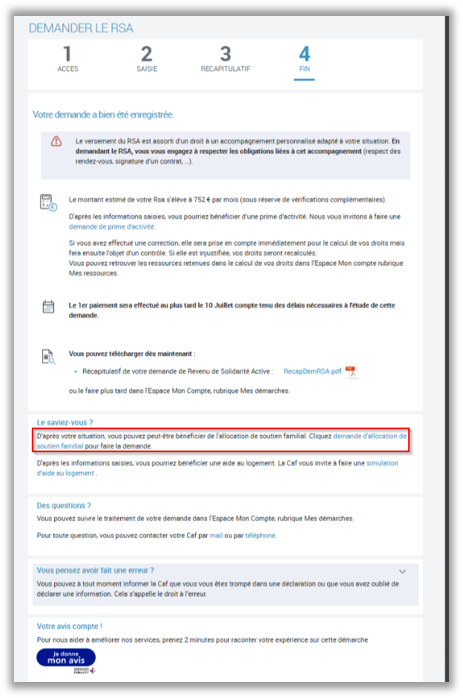 DEMANDER LE RSA
1
ACCES
2
SAISIE
3
RECAPITULATIF
4
FIN
Votre demande a bien été enregistrée.
Le versement du RSA est assorti d'un droit à un accompagnement personnalisé adapté à votre situation. En
demandant le RSA, vous vous engagez à respecter les obligations liées à cet accompagnement (respect des
rendez-vous, signature d'un contrat, ...).
Le montant estimé de votre Rsa s'élève à 752 € par mois (sous réserve de vérifications complémentaires).
D'après les informations saisies, vous pourriez bénéficier d'une prime d'activité. Nous vous invitons à faire une
demande de prime d'activité.
Si vous avez effectué une correction, elle sera prise en compte immédiatement pour le calcul de vos droits mais
fera ensuite l'objet d'un contrôle. Si elle est injustifiée, vos droits seront recalculés.
Vous pouvez retrouver les ressources retenues dans le calcul de vos droits dans l'Espace Mon compte rubrique
Mes ressources.
Le 1er paiement sera effectué au plus tard le 10 Juillet compte tenu des délais nécessaires à l'étude de cette
demande.
Vous pouvez télécharger dès maintenant :
• Récapitulatif de votre demande de Revenu de Solidarité Active : RecapDemRSA.pdf
ou le faire plus tard dans l'Espace Mon Compte, rubrique Mes démarches.
Le saviez-vous ?
D'après votre situation, vous pouvez peut-être bénéficier de l'allocation de soutien familial. Cliquez demande d'allocation de
soutien familial pour faire la demande.
D'après les informations saisies, vous pourriez bénéficier une aide au logement. La Caf vous invite à faire une simulation
d'aide au logement .
Des questions ?
Vous pouvez suivre le traitement de votre demande dans l'Espace Mon Compte, rubrique Mes démarches.
Pour toute question, vous pouvez contacter votre Caf par mail ou par téléphone.
Vous pensez avoir fait une erreur ?
Vous pouvez à tout moment informer la Caf que vous vous êtes trompé dans une déclaration ou que vous avez oublié de
déclarer une information. Cela s'appelle le droit à l'erreur.
Votre avis compte !
Pour nous aider à améliorer nos services, prenez 2 minutes pour raconter votre expérience sur cette démarche
Je donne
mon avis
SERVICES
PUBLICS+